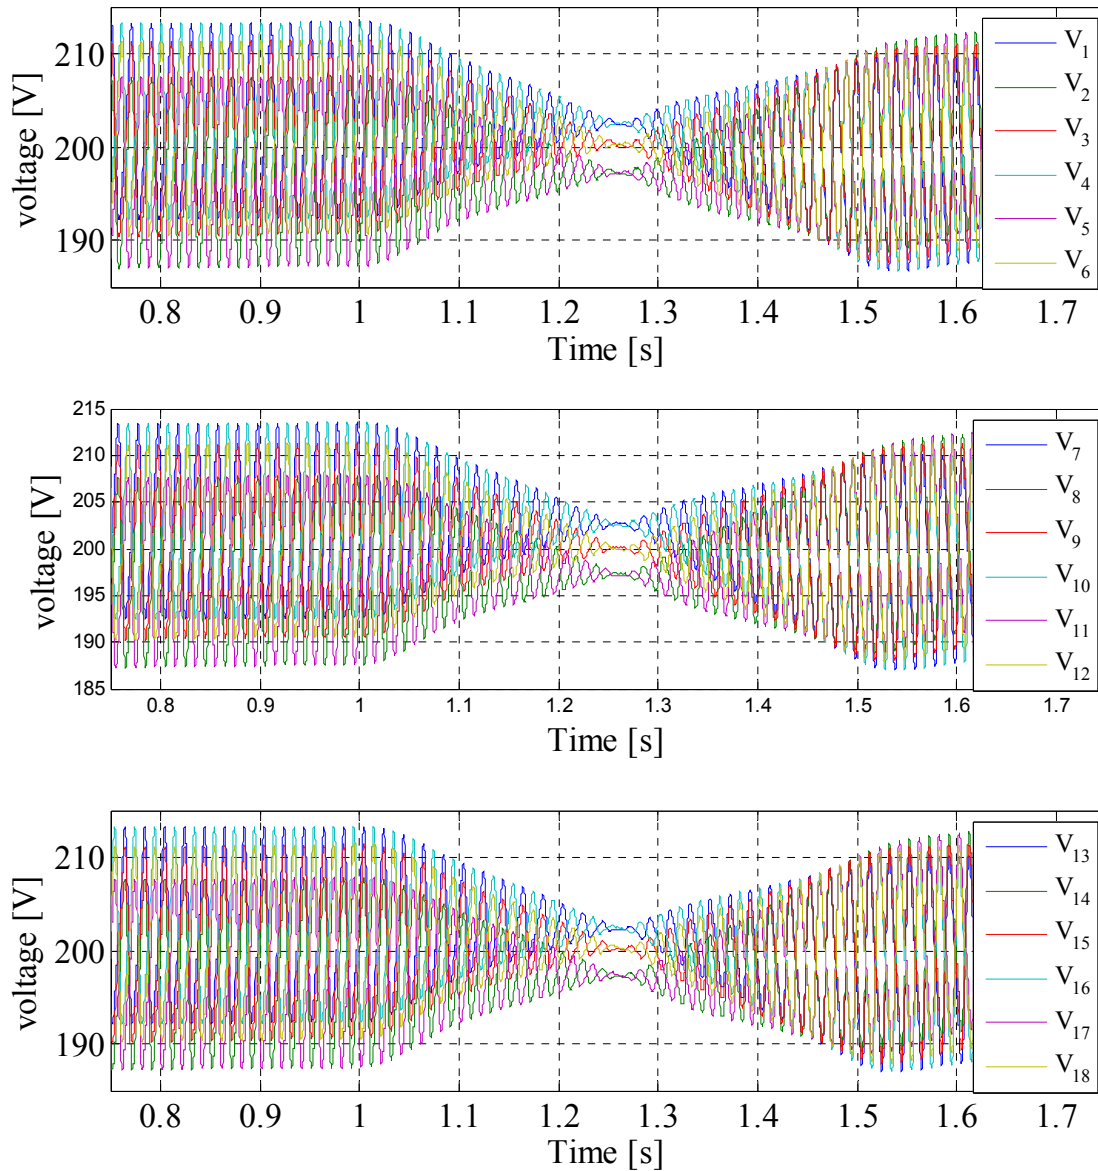 voltage [V]
210
200
190
0.8 0.9 1 1.1 1.2 1.3 1.4 1.5 1.6 1.7
Time [s]
V1
V2
V3
V4
V5
V6
voltage [V]
215
210
205
200
195
190
185
0.8 0.9 1 1.1 1.2 1.3 1.4 1.5 1.6 1.7
Time [s]
V7
V8
V9
V10
V11
V12
voltage [V]
210
200
190
0.8 0.9 1 1.1 1.2 1.3 1.4 1.5 1.6 1.7
Time [s]
V13
V14
V15
V16
V17
V18